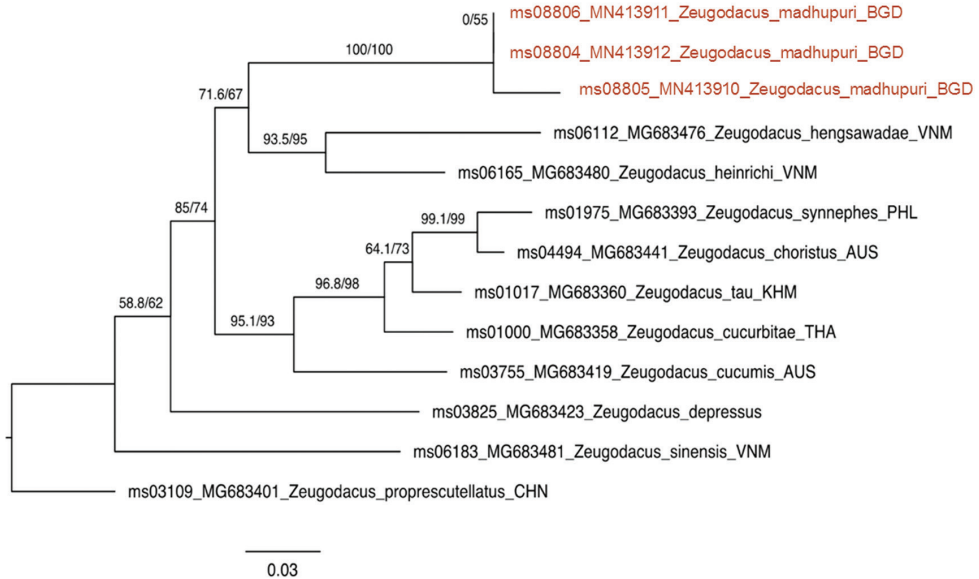 0/55
ms08806_MN413911_Zeugodacus_madhupuri_BGD
100/100
ms08804_MN413912_Zeugodacus_madhupuri_BGD
ms08805_MN413910_Zeugodacus_madhupuri_BGD
71.6/67
ms06112_MG683476_Zeugodacus_hengsawadae_VNM
93.5/95
ms06165_MG683480_Zeugodacus_heinrichi_VNM
85/74
ms01975_MG683393_Zeugodacus_synnephes_PHL
99.1/99
ms04494_MG683441_Zeugodacus_choristus_AUS
64.1/73
ms01017_MG683360_Zeugodacus_tau_KHM
96.8/98
58.8/62
ms01000_MG683358_Zeugodacus_cucurbitae_THA
95.1/93
ms03755_MG683419_Zeugodacus_cucumis_AUS
ms03825_MG683423_Zeugodacus_depressus
ms06183_MG683481_Zeugodacus_sinensis_VNM
ms03109_MG683401_Zeugodacus_proprescutellatus_CHN
0.03